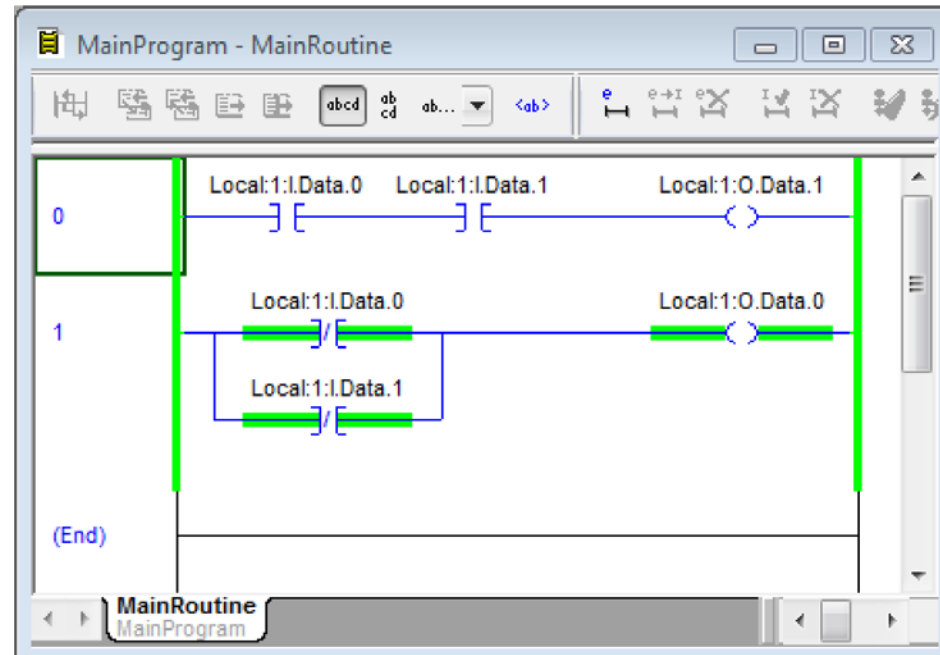 MainProgram - MainRoutine
abcd ab cd ab... <ab> e e I e I I
Local:1:I.Data.0 Local:1:I.Data.1 Local:1:O.Data.1
0
Local:1:I.Data.0 Local:1:O.Data.0
1
Local:1:I.Data.1
(End)
MainRoutine
MainProgram